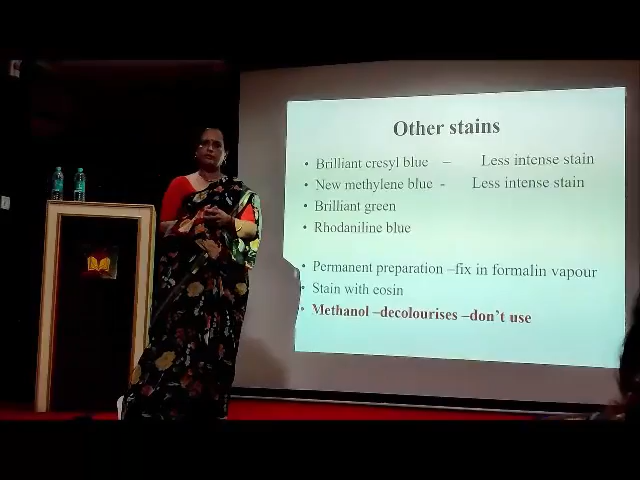 Other stains
• Brilliant cresyl blue – Less intense stain
• New methylene blue - Less intense stain
• Brilliant green
• Rhodaniline blue
• Permanent preparation –fix in formalin vapour
• Stain with eosin
• Methanol –decolourises –don't use